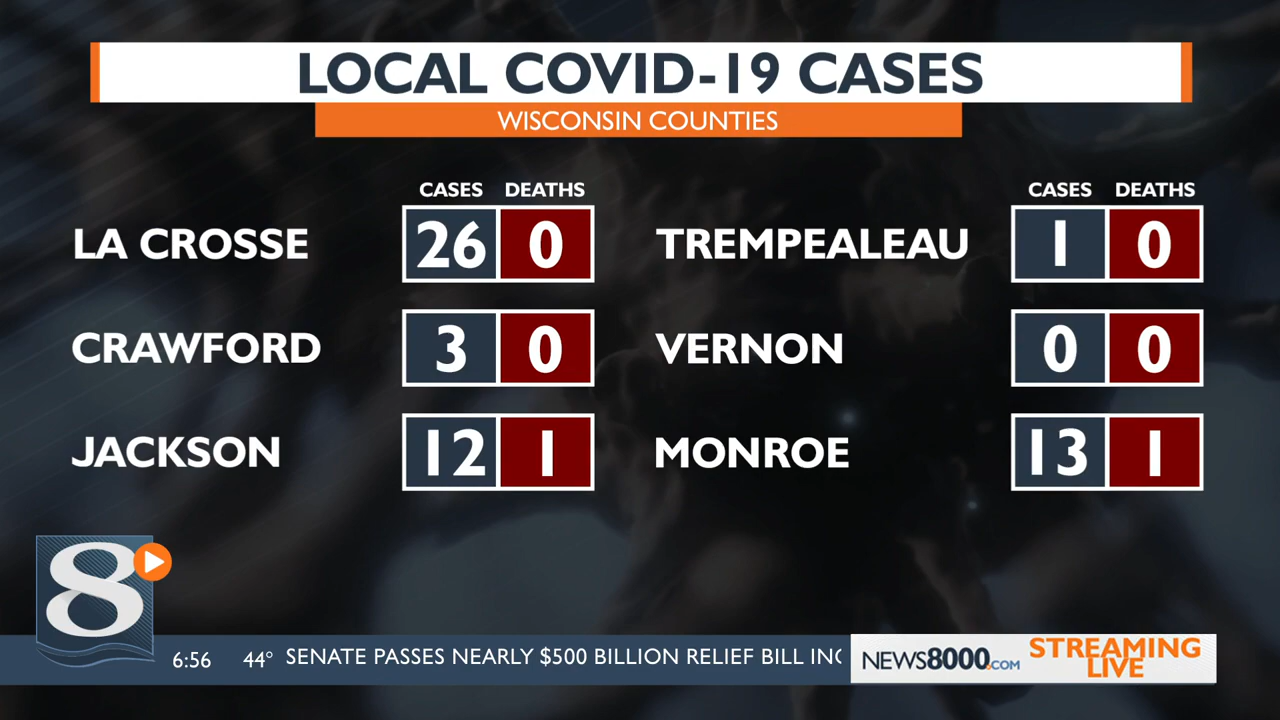 LOCAL COVID-19 CASES
WISCONSIN COUNTIES
CASES DEATHS
LA CROSSE 26 0
CRAWFORD 3 0
JACKSON 12 1
CASES DEATHS
TREMPEALEAU 1 0
VERNON 0 0
MONROE 13 1
8
6:56 44° SENATE PASSES NEARLY $500 BILLION RELIEF BILL INC
NEWS8000.COM
STREAMING
LIVE